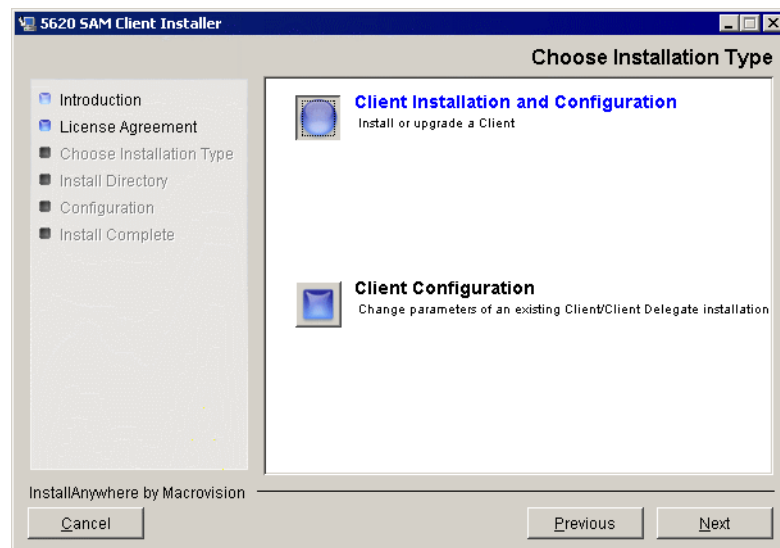 5620 SAM Client Installer
Choose Installation Type
Introduction
License Agreement
Choose Installation Type
Install Directory
Configuration
Install Complete
Client Installation and Configuration
Install or upgrade a Client
Client Configuration
Change parameters of an existing Client/Client Delegate installation
InstallAnywhere by Macrovision
Cancel
Previous
Next